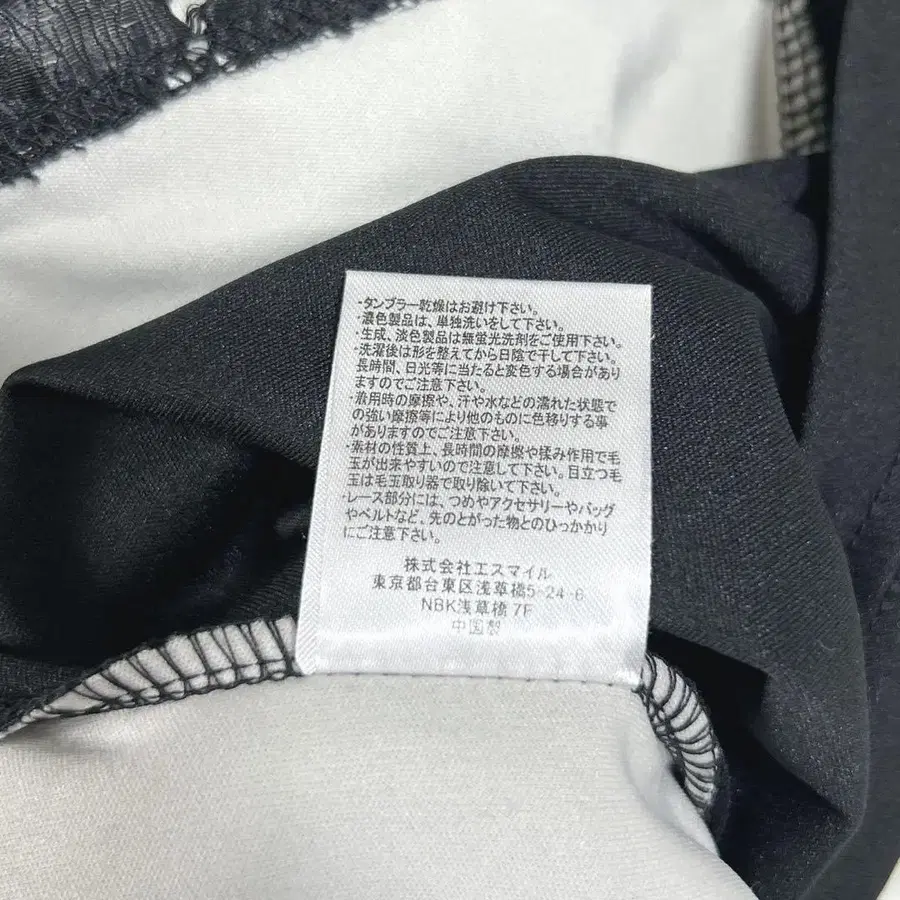 ・タンブラー乾燥はお避け下さい。
・濃色製品は、単独洗いをして下さい。
・生成、淡色製品は無蛍光洗剤をご使用下さい。
・洗濯後は形を整えてから日陰で干して下さい。
長時間、日光等に当たると変色する場合があり
ますのでご注意下さい。
・着用時の摩擦や、汗や水などの濡れた状態で
の強い摩擦等により他のものに色移りする事
がありますのでご注意下さい。
・素材の性質上、長時間の摩擦や揉み作用で毛
玉が出来やすいので注意して下さい。目立つ毛
玉は毛玉取り器で取り除いて下さい。
・レース部分には、つめやアクセサリーやバッグ
やベルトなど、先のとがった物とのひっかかり
にご注意下さい。
株式会社エスマイル
東京都台東区浅草橋5-24-6
NBK浅草橋 7F
中国製